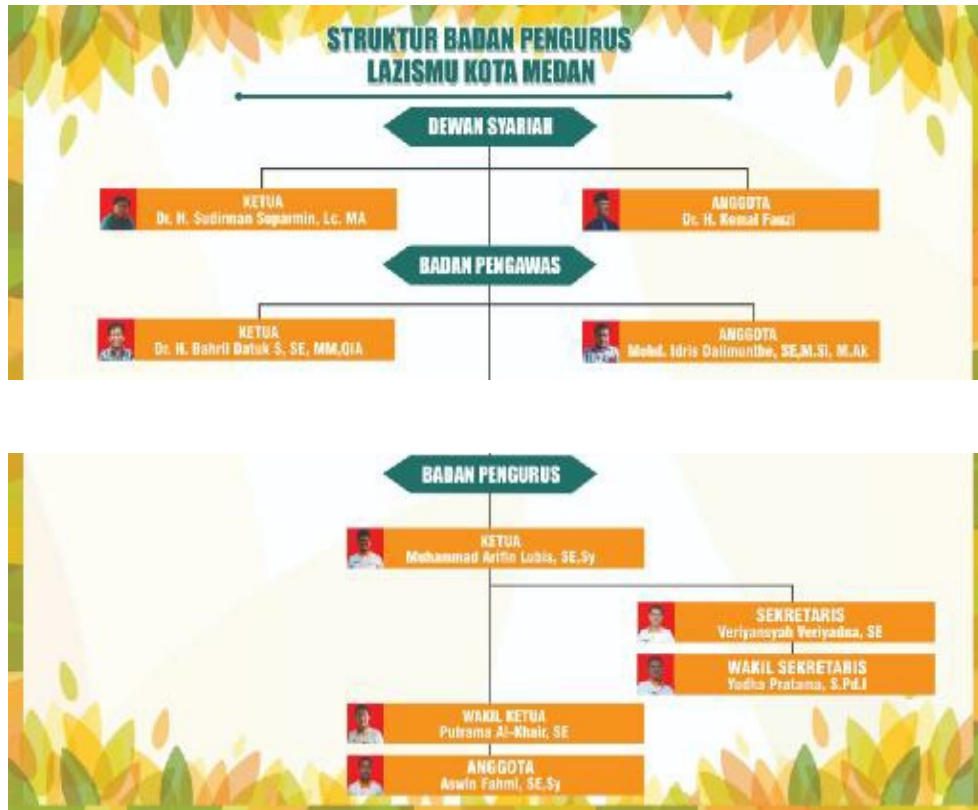 STRUKTUR BADAN PENGURUS
LAZISMU KOTA MEDAN
DEWAN SYARIAH
KETUA
Dr. H. Sudirman Suparmin, Lc. MA
ANGGOTA
Dr. H. Kemal Fauzi
BADAN PENGAWAS
KETUA
Dr. H. Bahril Datuk S, SE, MM,QIA
ANGGOTA
Mohd. Idris Dalimunthe, SE,M.Si, M.Ak
BADAN PENGURUS
KETUA
Muhammad Arifin Lubis, SE,Sy
SEKRETARIS
Veriyansyah Veriyadna, SE
WAKIL SEKRETARIS
Yudha Pratama, S.Pd.I
WAKIL KETUA
Putrama Al-Khair, SE
ANGGOTA
Aswin Fahmi, SE,Sy